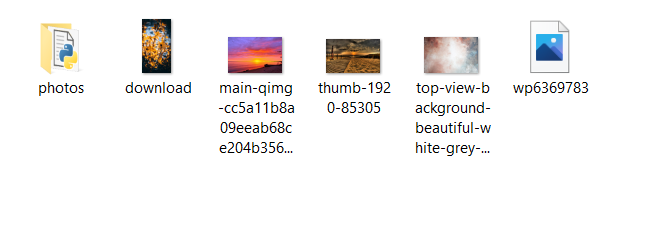 photos
download
main-qimg
-cc5a11b8a
09eeab68c
e204b356...
thumb-192
0-85305
top-view-b
ackground-
beautiful-w
hite-grey-...
wp6369783